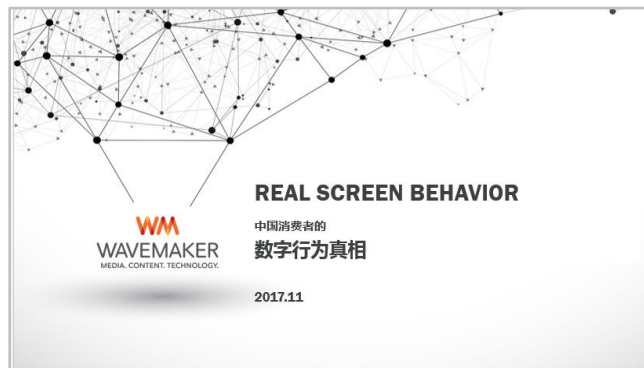 REAL SCREEN BEHAVIOR
中国消费者的
数字行为真相
WM
WAVEMAKER
MEDIA. CONTENT. TECHNOLOGY.
2017.11